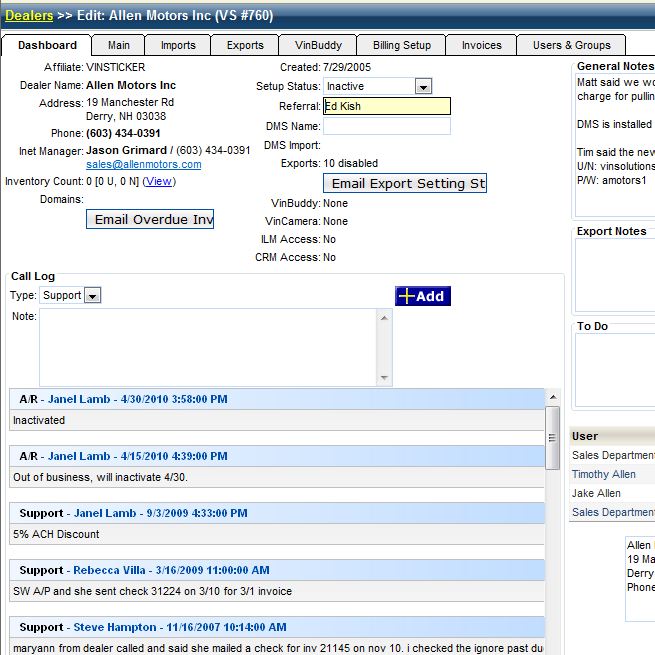 Dealers >> Edit: Allen Motors Inc (VS #760)
Dashboard Main Imports Exports VinBuddy Billing Setup Invoices Users & Groups
Affiliate: VINSTICKER
Dealer Name: Allen Motors Inc
Address: 19 Manchester Rd
Derry, NH 03038
Phone: (603) 434-0391
Inet Manager: Jason Grimard / (603) 434-0391
sales@allenmotors.com
Inventory Count: 0 [0 U, 0 N] (View)
Domains:
Email Overdue Inv
Created: 7/29/2005
Setup Status: Inactive
Referral: Ed Kish
DMS Name:
DMS Import:
Exports: 10 disabled
Email Export Setting St
VinBuddy: None
VinCamera: None
ILM Access: No
CRM Access: No
General Notes
Matt said we wo
charge for pullin
DMS is installed
Tim said the new
U/N: vinsolutions
P/W: amotors1
Export Notes
To Do
Call Log
Type: Support
Add
Note:
A/R - Janel Lamb - 4/30/2010 3:58:00 PM
Inactivated
A/R - Janel Lamb - 4/15/2010 4:39:00 PM
Out of business, will inactivate 4/30.
Support - Janel Lamb - 9/3/2009 4:33:00 PM
5% ACH Discount
Support - Rebecca Villa - 3/16/2009 11:00:00 AM
SW A/P and she sent check 31224 on 3/10 for 3/1 invoice
Support - Steve Hampton - 11/16/2007 10:14:00 AM
maryann from dealer called and said she mailed a check for inv 21145 on nov 10. i checked the ignore past du
User
Sales Department
Timothy Allen
Jake Allen
Sales Department
Allen
19 Ma
Derry
Phone